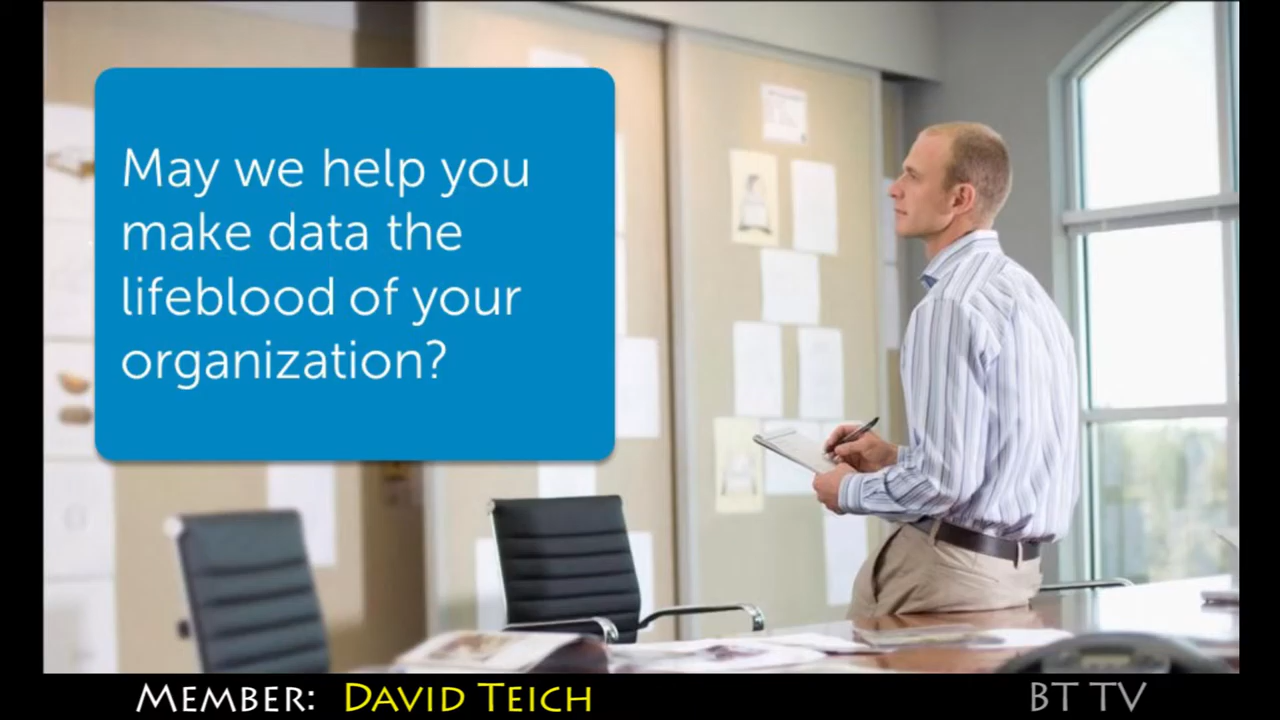 May we help you
make data the
lifeblood of your
organization?
MEMBER: DAVID TEICH
BT TV